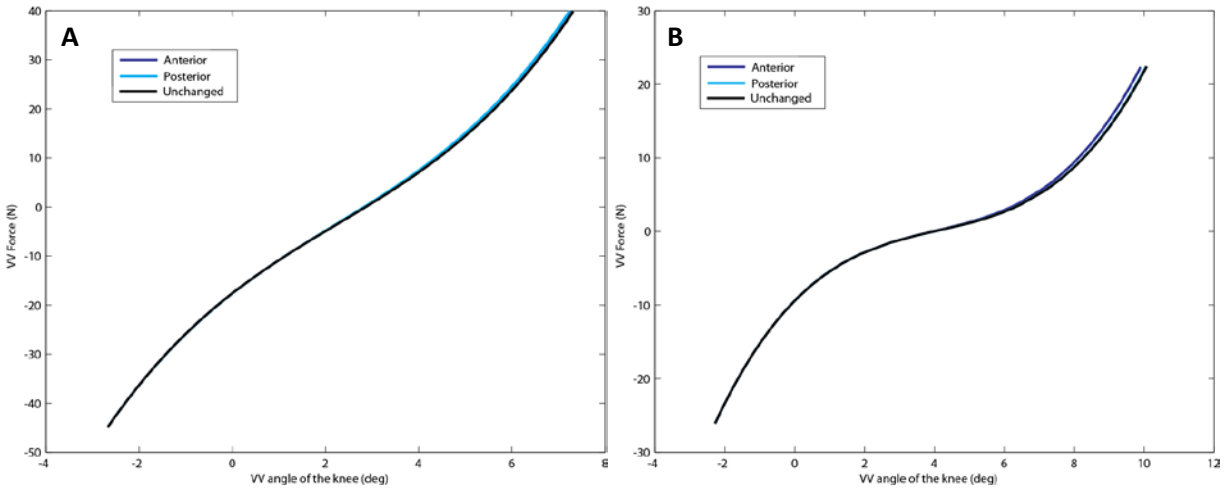 A
Anterior
Posterior
Unchanged
40
30
20
10
0
-10
-20
-30
-40
-50
-4
-2
0
2
4
6
8
VV Force (N)
VV angle of the knee (deg)
B
Anterior
Posterior
Unchanged
30
20
10
0
-10
-20
-30
-4
-2
0
2
4
6
8
10
12
VV Force (N)
VV angle of the knee (deg)